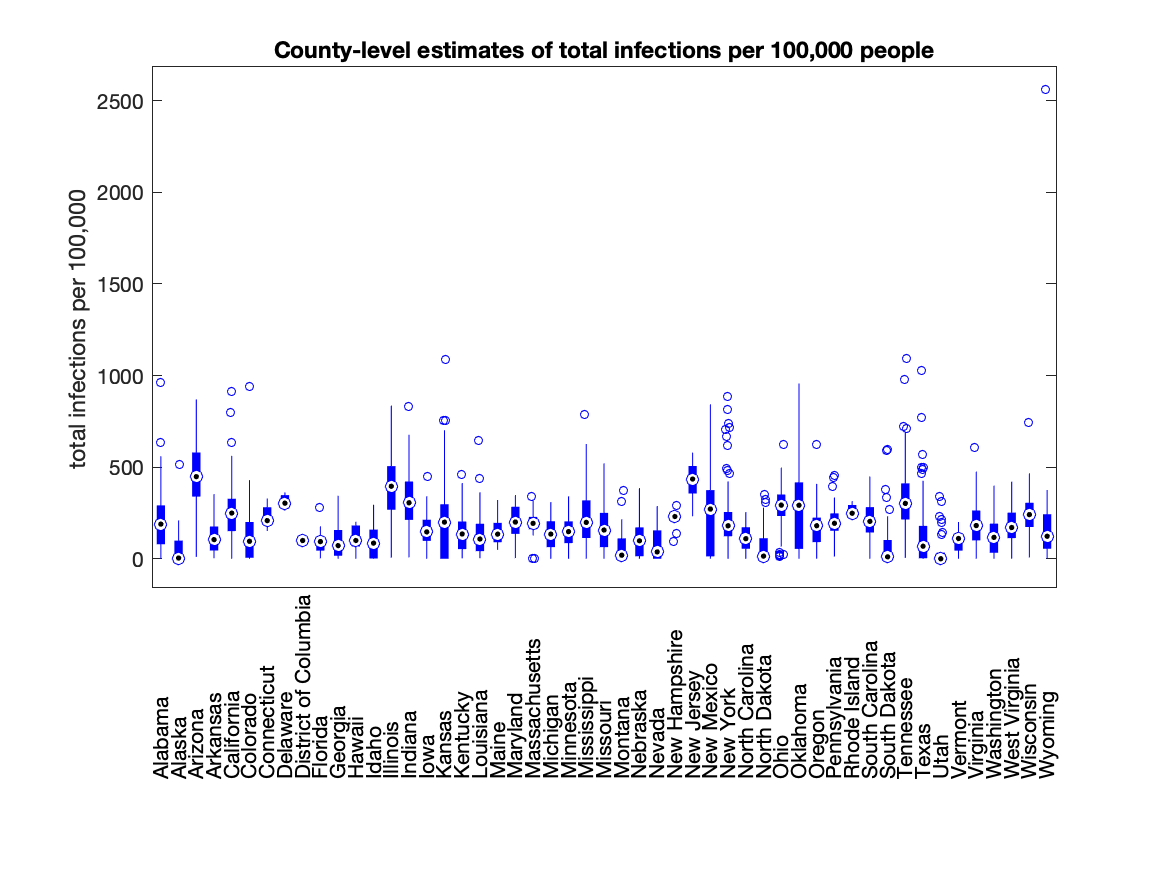 County-level estimates of total infections per 100,000 people
total infections per 100,000
2500
2000
1500
1000
500
0
Alabama
Alaska
Arizona
Arkansas
California
Colorado
Connecticut
Delaware
District of Columbia
Florida
Georgia
Hawaii
Idaho
Illinois
Indiana
Iowa
Kansas
Kentucky
Louisiana
Maine
Maryland
Massachusetts
Michigan
Minnesota
Mississippi
Missouri
Montana
Nebraska
Nevada
New Hampshire
New Jersey
New Mexico
New York
North Carolina
North Dakota
Ohio
Oklahoma
Oregon
Pennsylvania
Rhode Island
South Carolina
South Dakota
Tennessee
Texas
Utah
Vermont
Virginia
Washington
West Virginia
Wisconsin
Wyoming